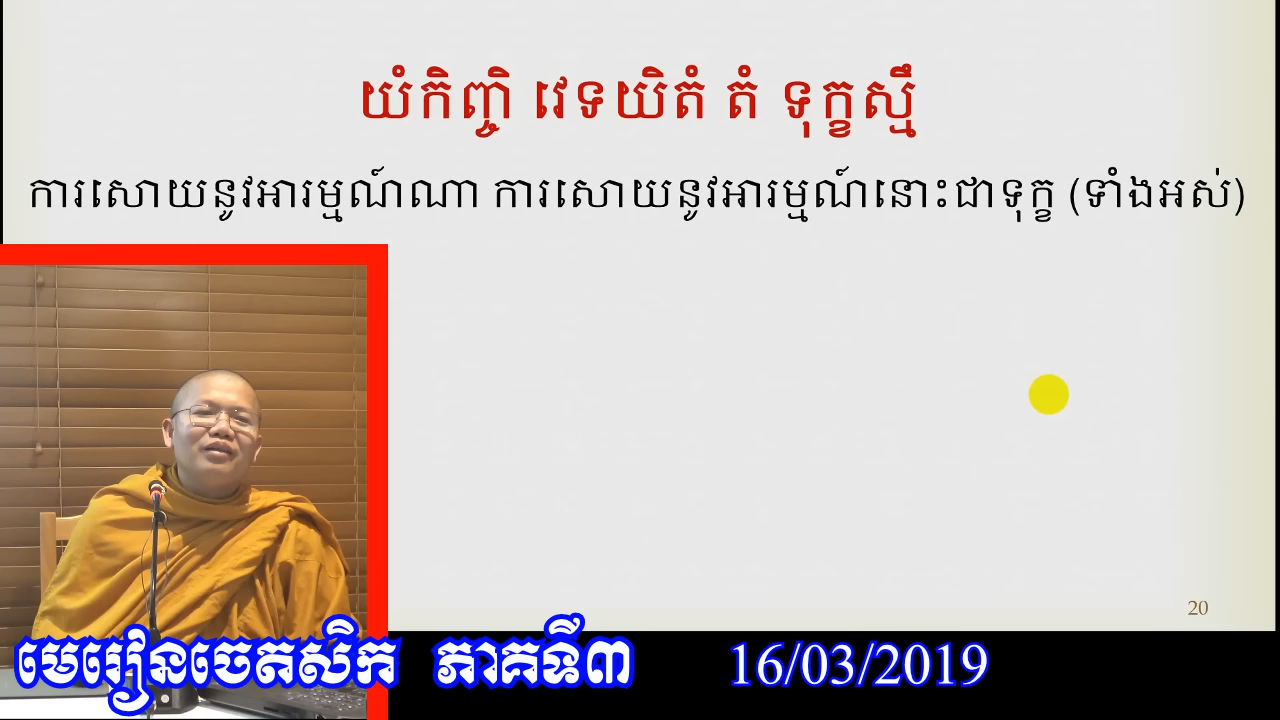 យំកិញ្ចិ វេទយិតំ តំ ទុក្ខស្មឹ
ការសោយនូវអារម្មណ៍ណា ការសោយនូវអារម្មណ៍នោះជាទុក្ខ (ទាំងអស់)
20
មេរៀនចេតសិក ភាគទី៣ 16/03/2019